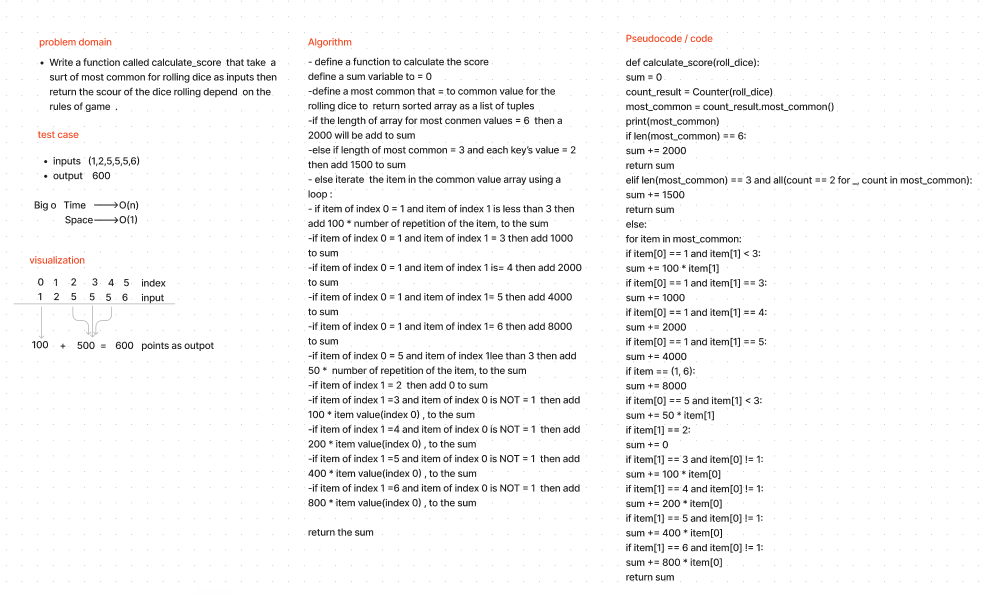 problem domain
• Write a function called calculate_score that take a
surt of most common for rolling dice as inputs then
return the scour of the dice rolling depend on the
rules of game .
test case
• inputs (1,2,5,5,5,6)
• output 600
Big o Time ⟶O(n)
Space⟶O(1)
visualization
0 1 2 3 4 5 index
1 2 5 5 5 6 input
100 + 500 = 600 points as outpot
Algorithm
- define a function to calculate the score
define a sum variable to = 0
-define a most common that = to common value for the
rolling dice to return sorted array as a list of tuples
-if the length of array for most conmen values = 6 then a
2000 will be add to sum
-else if length of most common = 3 and each key's value = 2
then add 1500 to sum
- else iterate the item in the common value array using a
loop :
- if item of index 0 = 1 and item of index 1 is less than 3 then
add 100 * number of repetition of the item, to the sum
-if item of index 0 = 1 and item of index 1 = 3 then add 1000
to sum
-if item of index 0 = 1 and item of index 1 is= 4 then add 2000
to sum
-if item of index 0 = 1 and item of index 1= 5 then add 4000
to sum
-if item of index 0 = 1 and item of index 1= 6 then add 8000
to sum
-if item of index 0 = 5 and item of index 1lee than 3 then add
50 * number of repetition of the item, to the sum
-if item of index 1 = 2 then add 0 to sum
-if item of index 1 =3 and item of index 0 is NOT = 1 then add
100 * item value(index 0) , to the sum
-if item of index 1 =4 and item of index 0 is NOT = 1 then add
200 * item value(index 0) , to the sum
-if item of index 1 =5 and item of index 0 is NOT = 1 then add
400 * item value(index 0) , to the sum
-if item of index 1 =6 and item of index 0 is NOT = 1 then add
800 * item value(index 0) , to the sum
return the sum
Pseudocode / code
def calculate_score(roll_dice):
sum = 0
count_result = Counter(roll_dice)
most_common = count_result.most_common()
print(most_common)
if len(most_common) == 6:
sum += 2000
return sum
elif len(most_common) == 3 and all(count == 2 for _, count in most_common):
sum += 1500
return sum
else:
for item in most_common:
if item[0] == 1 and item[1] < 3:
sum += 100 * item[1]
if item[0] == 1 and item[1] == 3:
sum += 1000
if item[0] == 1 and item[1] == 4:
sum += 2000
if item[0] == 1 and item[1] == 5:
sum += 4000
if item == (1, 6):
sum += 8000
if item[0] == 5 and item[1] < 3:
sum += 50 * item[1]
if item[1] == 2:
sum += 0
if item[1] == 3 and item[0] != 1:
sum += 100 * item[0]
if item[1] == 4 and item[0] != 1:
sum += 200 * item[0]
if item[1] == 5 and item[0] != 1:
sum += 400 * item[0]
if item[1] == 6 and item[0] != 1:
sum += 800 * item[0]
return sum